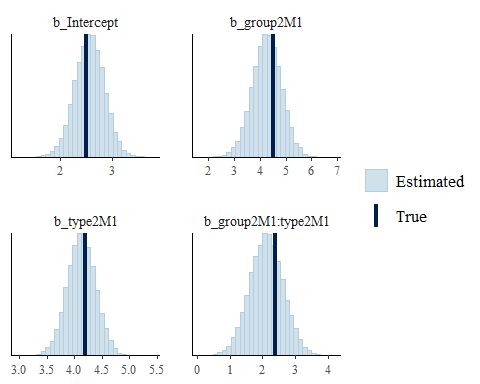 b_Intercept
b_group2M1
2 3
2 3 4 5 6 7
Estimated
True
b_type2M1
b_group2M1:type2M1
3.0 3.5 4.0 4.5 5.0 5.5
0 1 2 3 4